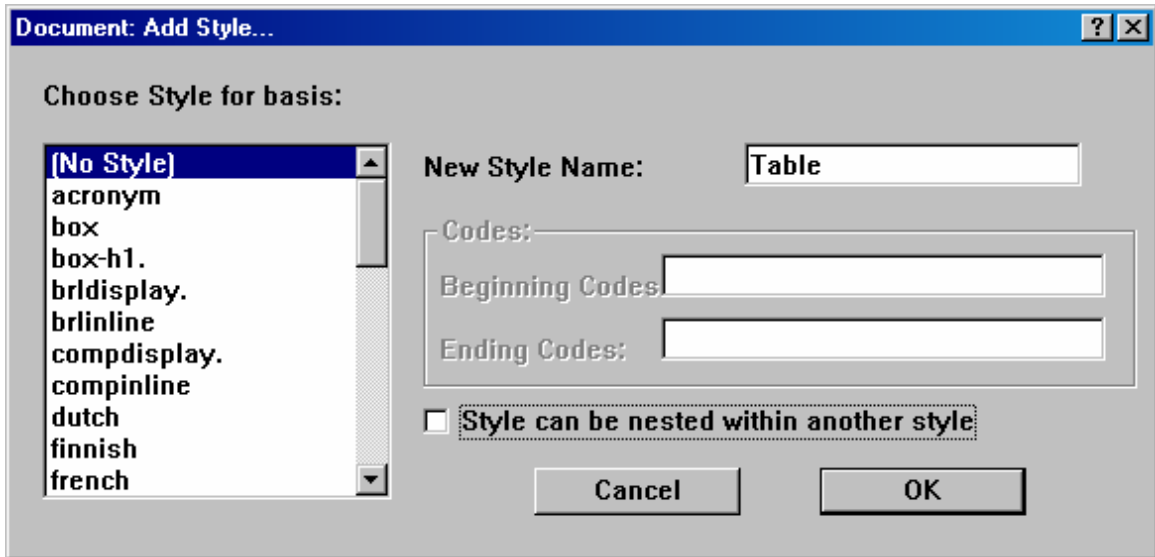 Document: Add Style...
Choose Style for basis:
(No Style)
acronym
box
box-h1.
brldisplay.
brlinline
compdisplay.
compinline
dutch
finnish
french
New Style Name:
Table
Codes:
Beginning Codes
Ending Codes:
Style can be nested within another style
Cancel
OK